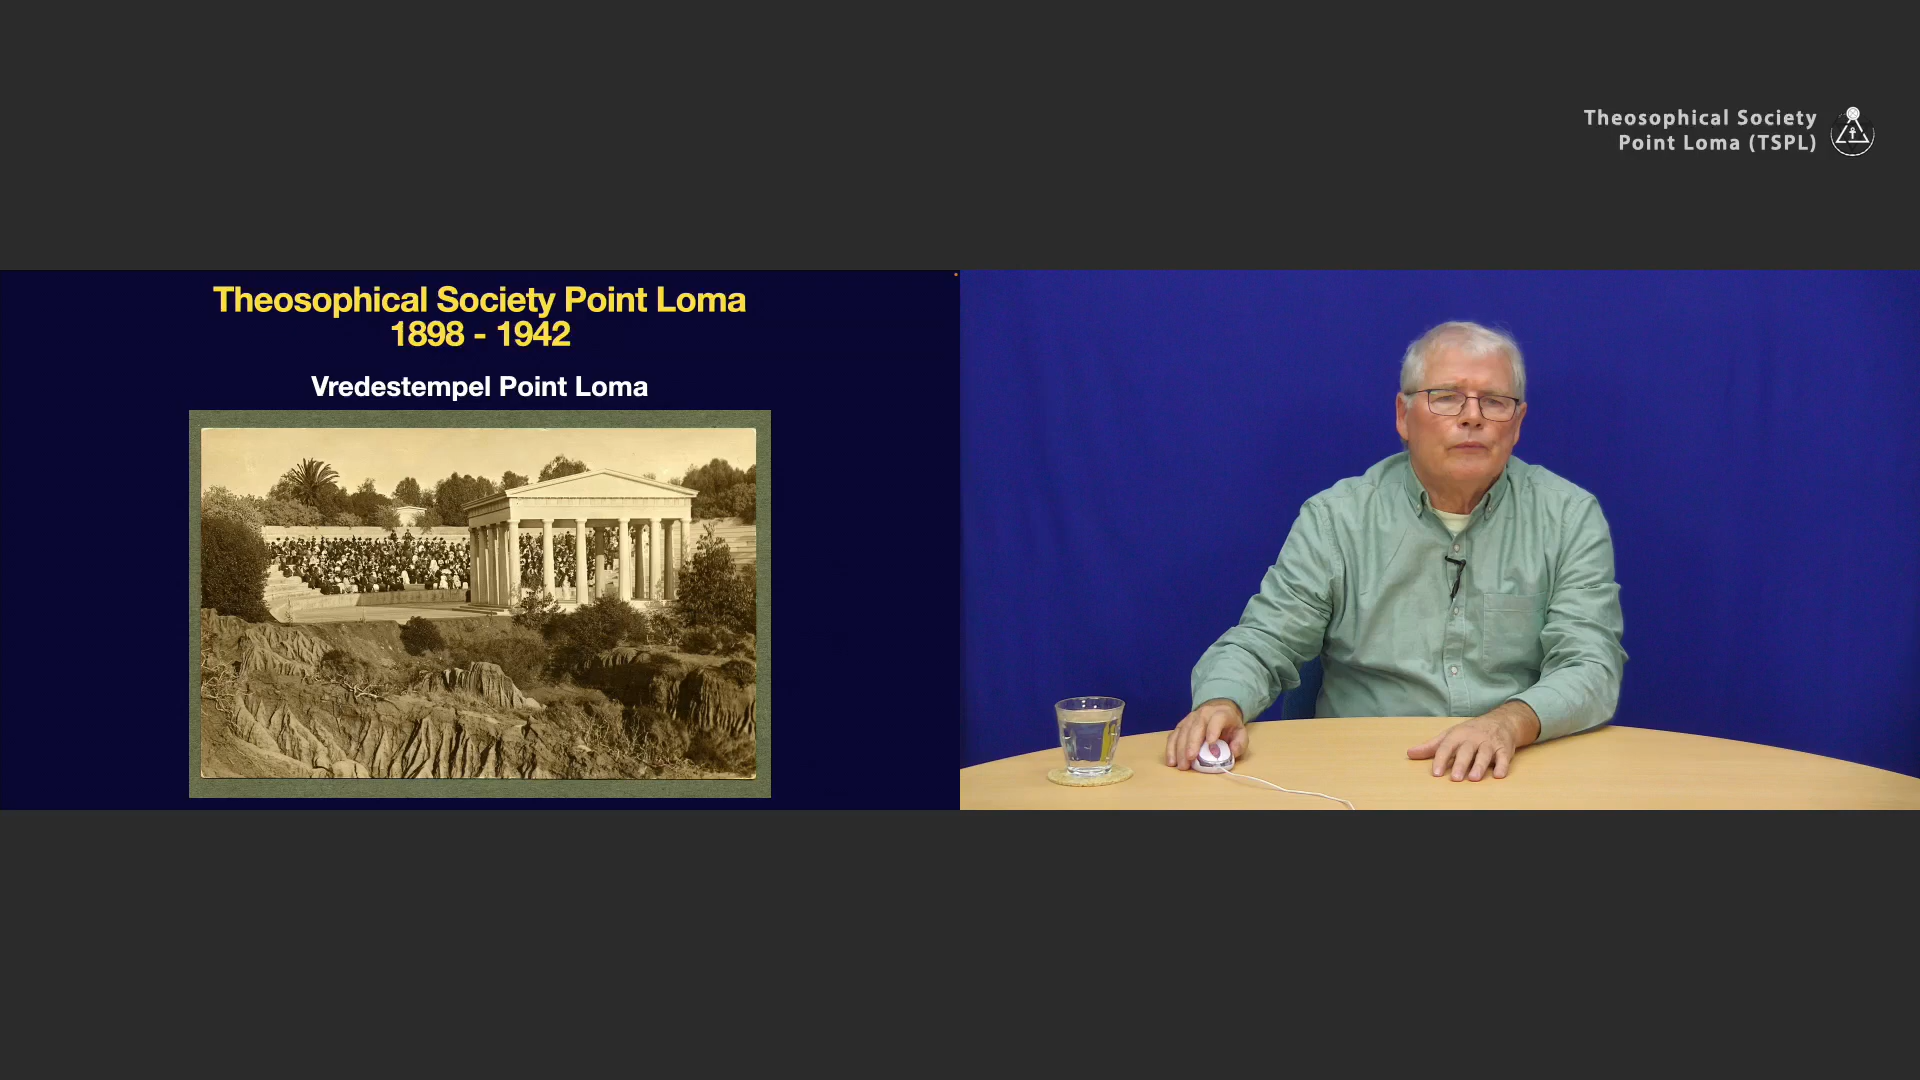 Theosophical Society
Point Loma (TSPL)
Theosophical Society Point Loma
1898 - 1942
Vredestempel Point Loma